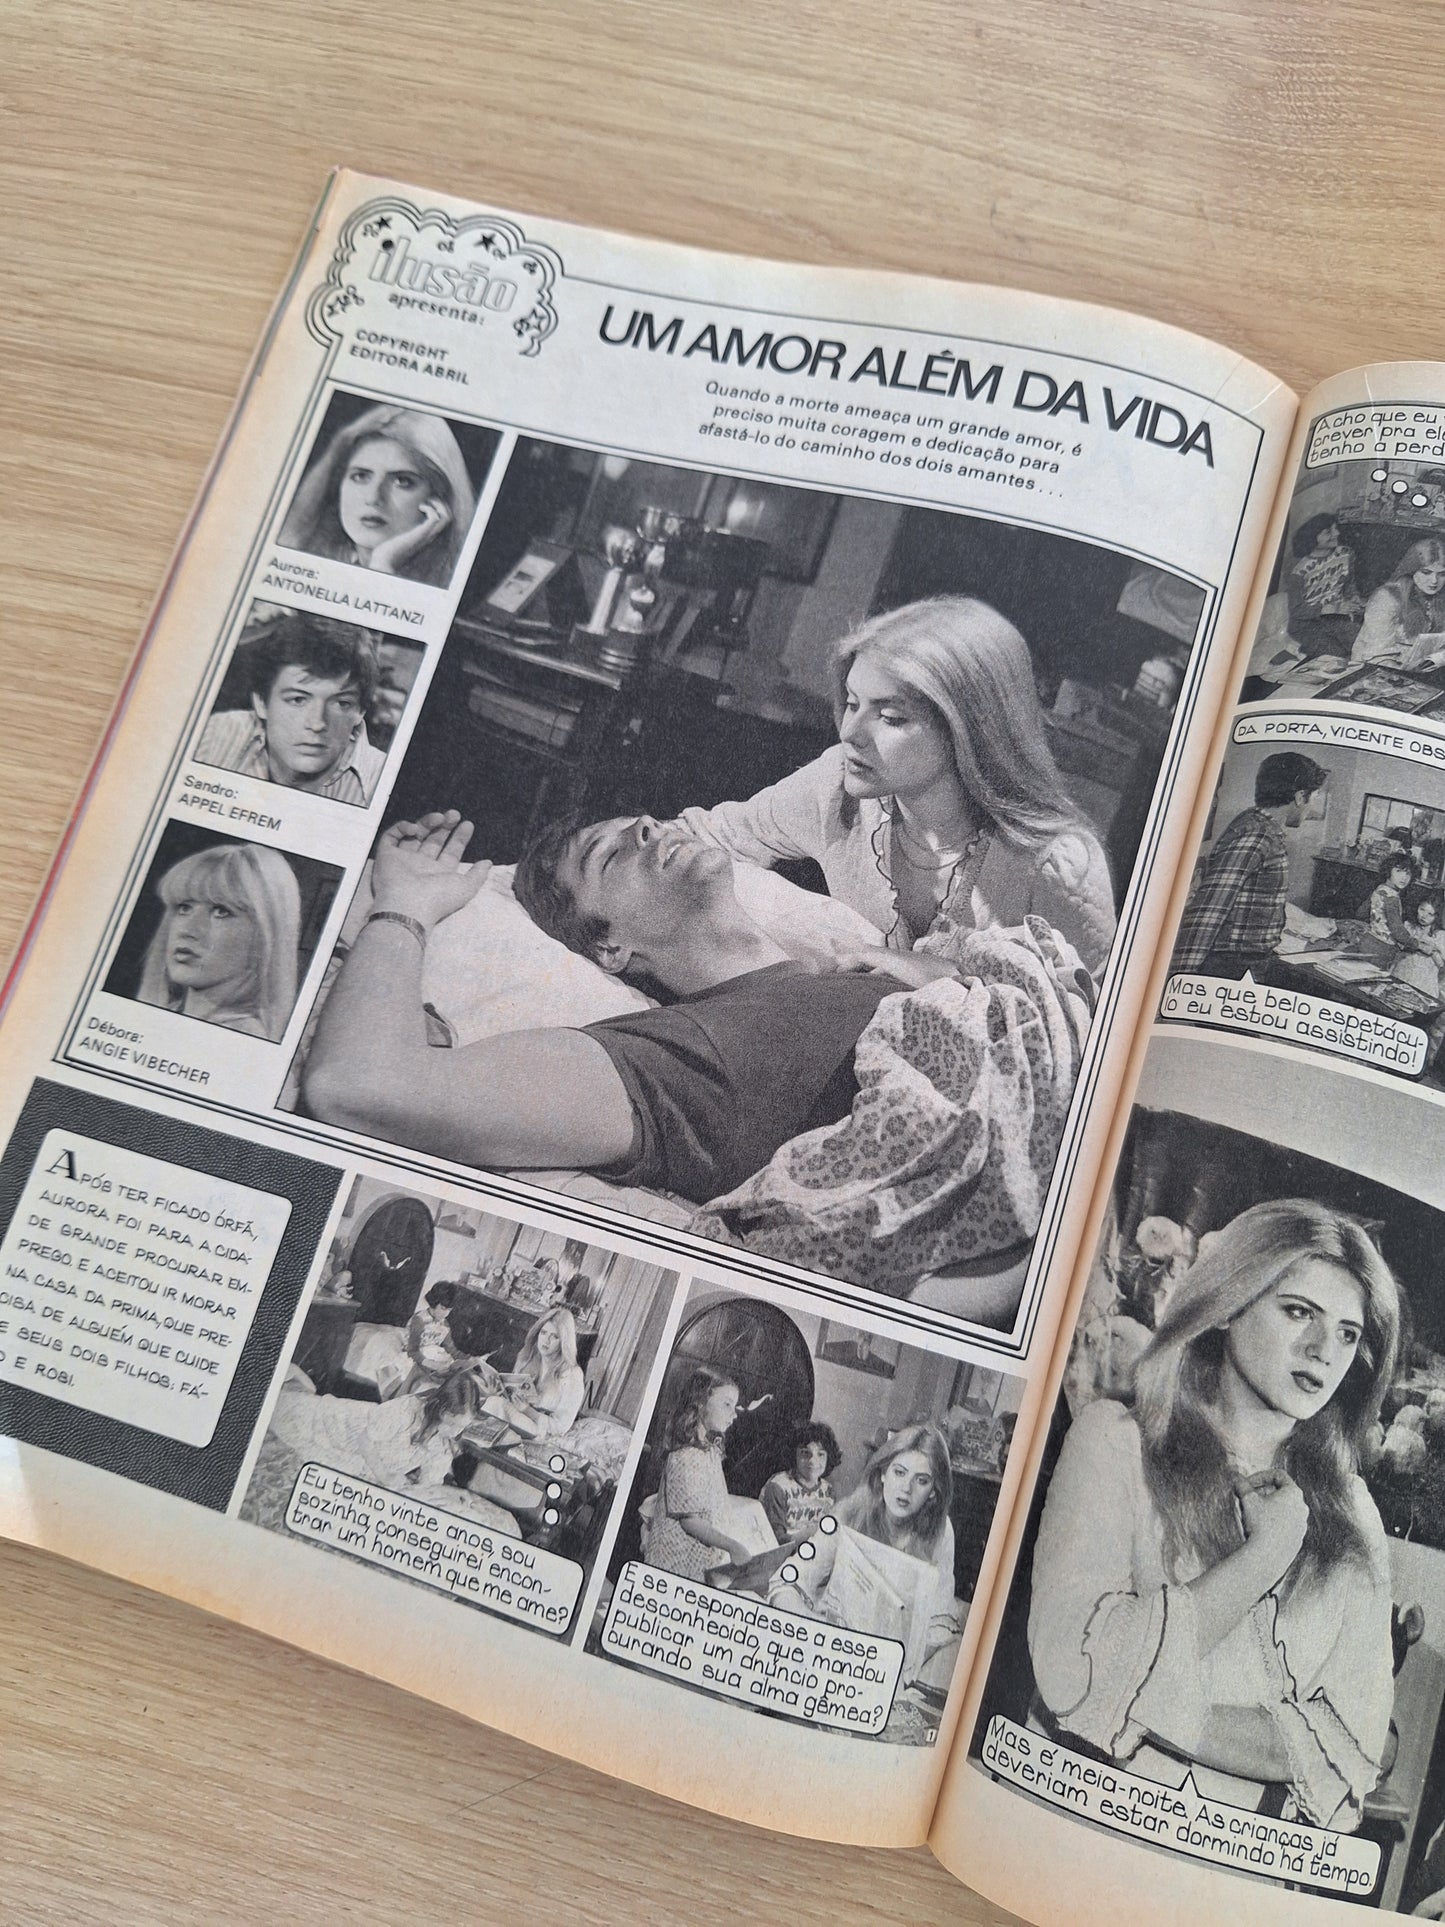 ilusão
apresenta:
COPYRIGHT
EDITORA ABRIL
UM AMOR ALÉM DA VIDA
Quando a morte ameaça um grande amor, é
preciso muita coragem e dedicação para
afastá-lo do caminho dos dois amantes...
Aurora:
ANTONELLA LATTANZI
Sandro:
APPEL EFREM
Débora:
ANGIE VIBECHER
APÓS TER FICADO ÓRFÃ,
AURORA FOI PARA A CIDA-
DE GRANDE PROCURAR EM-
PREGO. E ACEITOU IR MORAR
NA CASA DA PRIMA, QUE PRE-
CISA DE ALGUÉM QUE CUIDE
E SEUS DOIS FILHOS: FÁ-
O E ROSI.
Eu tenho vinte anos, sou
sozinha, conseguirei encon-
trar um homem que me ame?
E se respondesse a esse
desconhecido que mandou
publicar um anúncio pro-
curando sua alma gêmea?
1
Acho que eu
crever pra ele
tenho a perd
DA PORTA, VICENTE OBS
Mas que belo espetácu-
lo eu estou assistindo!
Mas é meia-noite. As crianças já
deveriam estar dormindo há tempo.